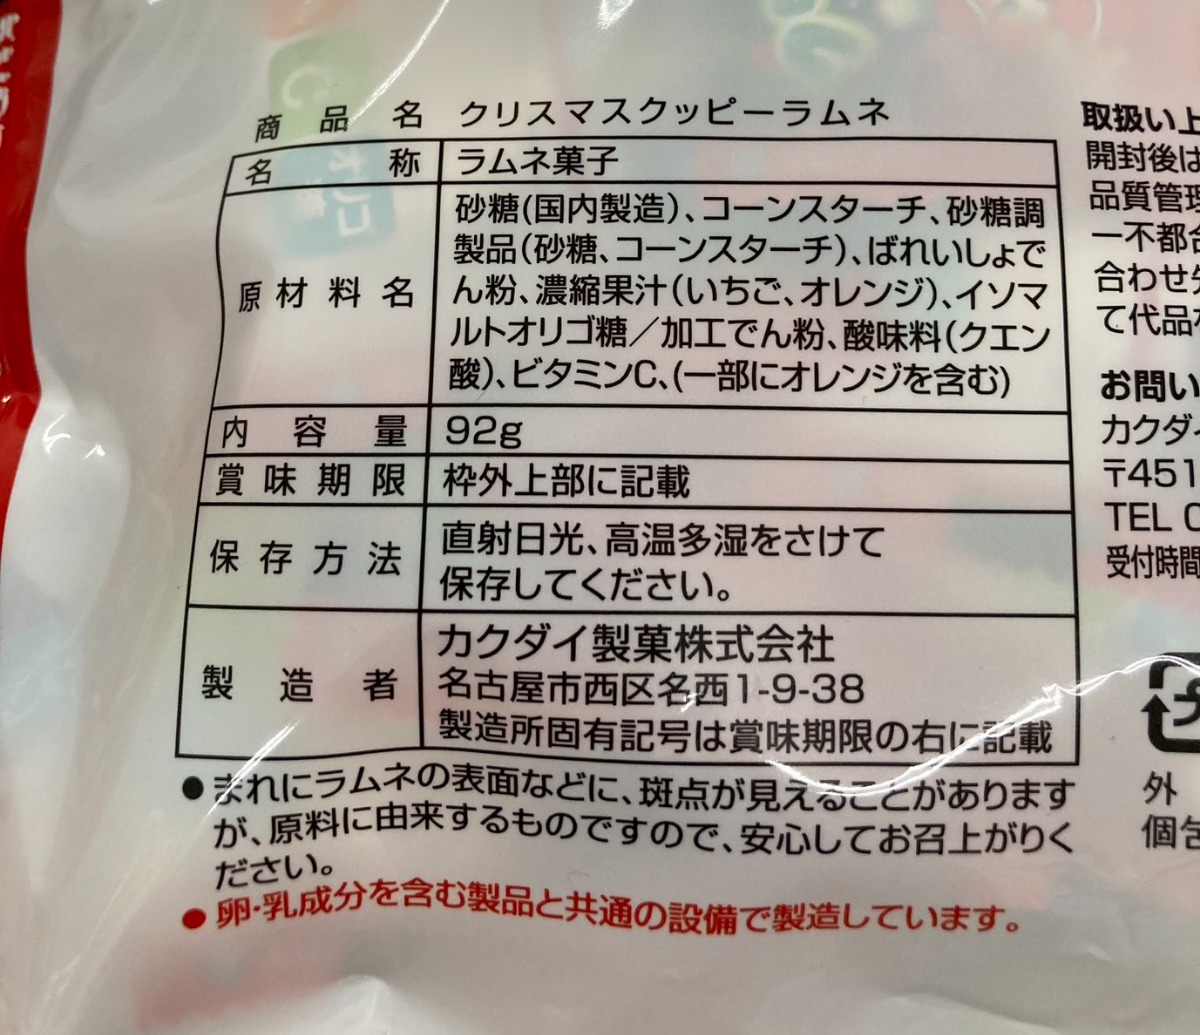 商品名 クリスマスクッピーラムネ
名称 ラムネ菓子
原材料名 砂糖(国内製造)、コーンスターチ、砂糖調
製品(砂糖、コーンスターチ)、ばれいしょで
ん粉、濃縮果汁(いちご、オレンジ)、イソマ
ルトオリゴ糖/加工でん粉、酸味料(クエン
酸)、ビタミンC、(一部にオレンジを含む)
内容量 92g
賞味期限 枠外上部に記載
保存方法 直射日光、高温多湿をさけて
保存してください。
製造者 カクダイ製菓株式会社
名古屋市西区名西1-9-38
製造所固有記号は賞味期限の右に記載
●まれにラムネの表面などに、斑点が見えることがあります
が、原料に由来するものですので、安心してお召上がりく
ださい。
●卵・乳成分を含む製品と共通の設備で製造しています。
取扱い上
開封後は
品質管理
一不都合
合わせ先
て代品
お問い
カクダイ
〒451
TEL 0
受付時間
外
個包